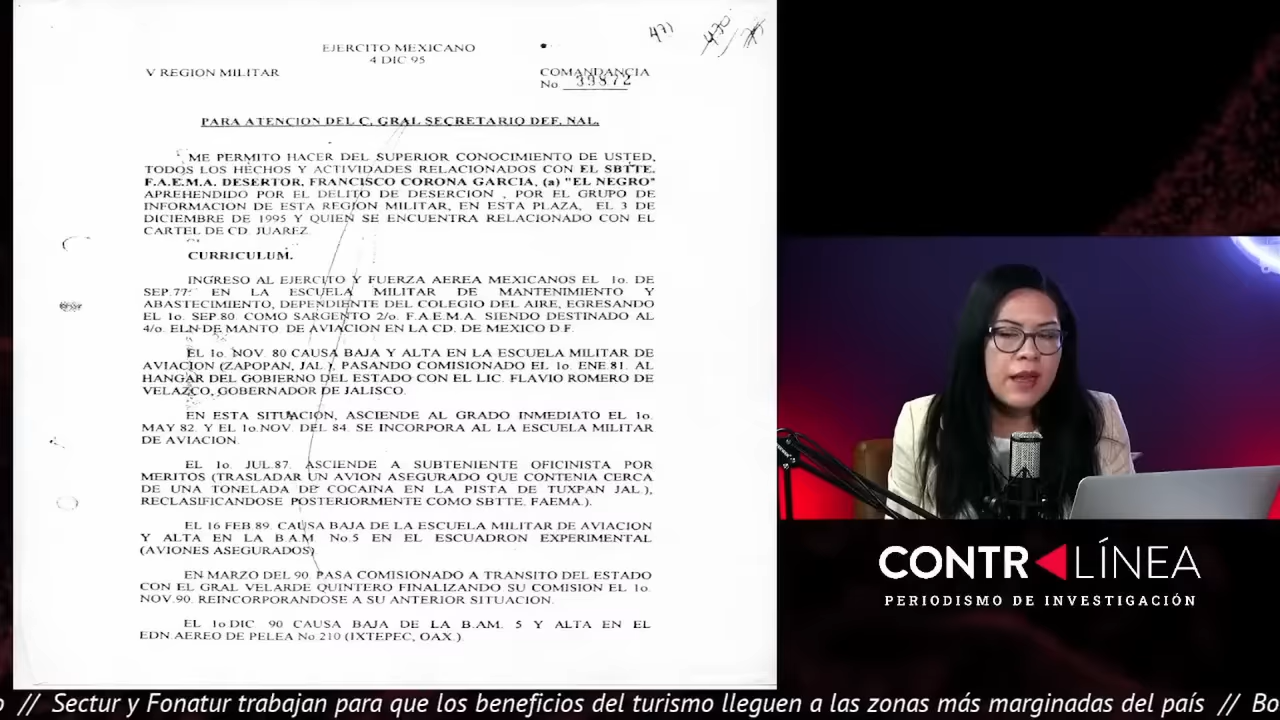 471 470
EJERCITO MEXICANO
4 DIC 95
V REGION MILITAR
COMANDANCIA
No 39872
PARA ATENCION DEL C. GRAL SECRETARIO DEF. NAL.
ME PERMITO HACER DEL SUPERIOR CONOCIMIENTO DE USTED,
TODOS LOS HECHOS Y ACTIVIDADES RELACIONADOS CON EL SBTTE.
F.A.E.M.A. DESERTOR, FRANCISCO CORONA GARCIA, (a) "EL NEGRO"
APREHENDIDO POR EL DELITO DE DESERCION , POR EL GRUPO DE
INFORMACION DE ESTA REGION MILITAR, EN ESTA PLAZA, EL 3 DE
DICIEMBRE DE 1995 Y QUIEN SE ENCUENTRA RELACIONADO CON EL
CARTEL DE CD. JUAREZ.
CURRICULUM.
INGRESO AL EJERCITO Y FUERZA AEREA MEXICANOS EL 1o. DE
SEP.77 EN LA ESCUELA MILITAR DE MANTENIMIENTO Y
ABASTECIMIENTO, DEPENDIENTE DEL COLEGIO DEL AIRE, EGRESANDO
EL 1o. SEP.80. COMO SARGENTO 2/o. F.A.E.M.A. SIENDO DESTINADO AL
4/o. ELN DE MANTO DE AVIACION EN LA CD. DE MEXICO D.F.
EL 1o. NOV. 80 CAUSA BAJA Y ALTA EN LA ESCUELA MILITAR DE
AVIACION (ZAPOPAN, JAL.), PASANDO COMISIONADO EL 1o. ENE.81. AL
HANGAR DEL GOBIERNO DEL ESTADO CON EL LIC. FLAVIO ROMERO DE
VELAZCO, GOBERNADOR DE JALISCO.
EN ESTA SITUACION, ASCIENDE AL GRADO INMEDIATO EL 1o.
MAY 82. Y EL 1o.NOV. DEL 84. SE INCORPORA AL LA ESCUELA MILITAR
DE AVIACION.
EL 1o. JUL.87. ASCIENDE A SUBTENIENTE OFICINISTA POR
MERITOS (TRASLADAR UN AVION ASEGURADO QUE CONTENIA CERCA
DE UNA TONELADA DE COCAINA EN LA PISTA DE TUXPAN JAL.),
RECLASIFICANDOSE POSTERIORMENTE COMO SBTTE. FAEMA.).
EL 16 FEB 89 CAUSA BAJA DE LA ESCUELA MILITAR DE AVIACION
Y ALTA EN LA B.A.M. No.5 EN EL ESCUADRON EXPERIMENTAL
(AVIONES ASEGURADOS)
EN MARZO DEL 90. PASA COMISIONADO A TRANSITO DEL ESTADO
CON EL GRAL VELARDE QUINTERO FINALIZANDO SU COMISION EL 1o.
NOV.90. REINCORPORANDOSE A SU ANTERIOR SITUACION.
EL 1o DIC 90 CAUSA BAJA DE LA B.AM. 5 Y ALTA EN EL
EDN AEREO DE PELEA No.210 (IXTEPEC, OAX.).
CONTR LÍNEA
PERIODISMO DE INVESTIGACIÓN
o // Sectur y Fonatur trabajan para que los beneficios del turismo lleguen a las zonas más marginadas del país // Bo